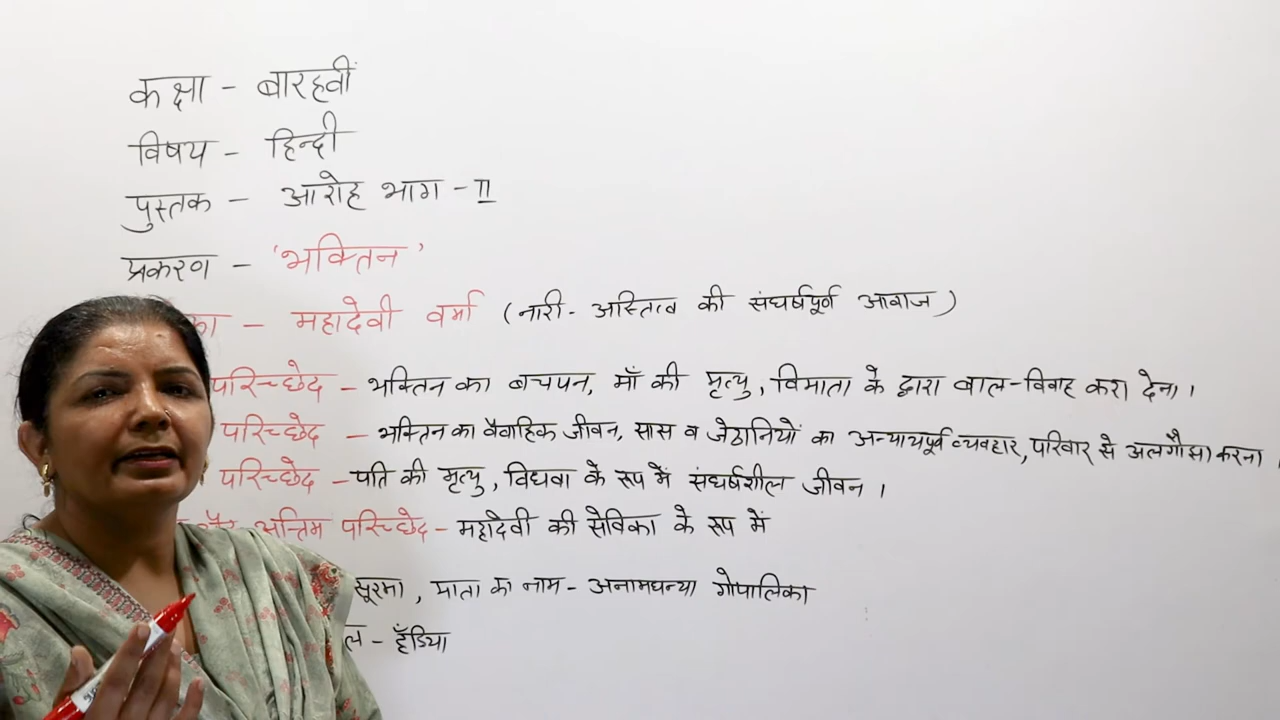 कक्षा - बारहवीं
विषय - हिन्दी
पुस्तक - आरोह भाग - II
प्रकरण - 'भक्तिन'
का - महादेवी वर्मा (नारी - अस्तित्व की संघर्षपूर्ण आवाज)
परिच्छेद - भक्तिन का बचपन, माँ की मृत्यु, विमाता के द्वारा बाल-विवाह करा देना।
परिच्छेद - भक्तिन का वैवाहिक जीवन, सास व जेठानियों का अन्यायपूर्ण व्यवहार, परिवार से अलगौझा करना।
परिच्छेद - पति की मृत्यु, विधवा के रूप में संघर्षशील जीवन।
अन्तिम परिच्छेद - महादेवी की सेविका के रूप में
सूरमा, माता का नाम - अनामधन्या गोपालिका
ल - हँडिया